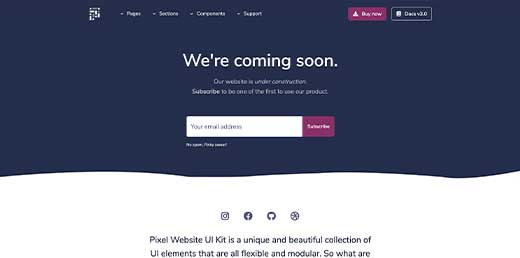 Pages Sections Components Support Buy now Docs v3.0
We're coming soon.
Our website is under construction.
Subscribe to be one of the first to use our product.
Your email address Subscribe
No spam. Pinky swear!
Pixel Website UI Kit is a unique and beautiful collection of
UI elements that are all flexible and modular. So what are